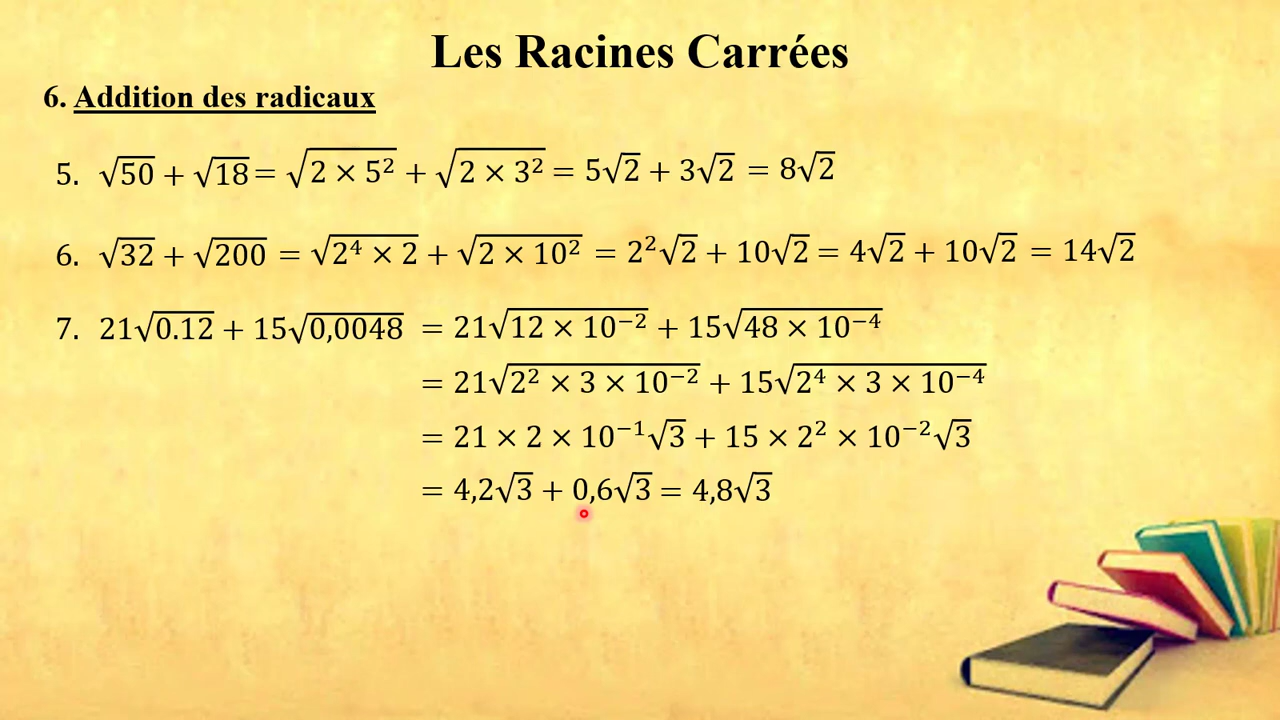 Les Racines Carrées
6. Addition des radicaux
5. √50 + √18 = √(2 × 5²) + √(2 × 3²) = 5√2 + 3√2 = 8√2
6. √32 + √200 = √(2⁴ × 2) + √(2 × 10²) = 2²√2 + 10√2 = 4√2 + 10√2 = 14√2
7. 21√0.12 + 15√0,0048 = 21√(12 × 10⁻²) + 15√(48 × 10⁻⁴)
= 21√(2² × 3 × 10⁻²) + 15√(2⁴ × 3 × 10⁻⁴)
= 21 × 2 × 10⁻¹√3 + 15 × 2² × 10⁻²√3
= 4,2√3 + 0,6√3 = 4,8√3